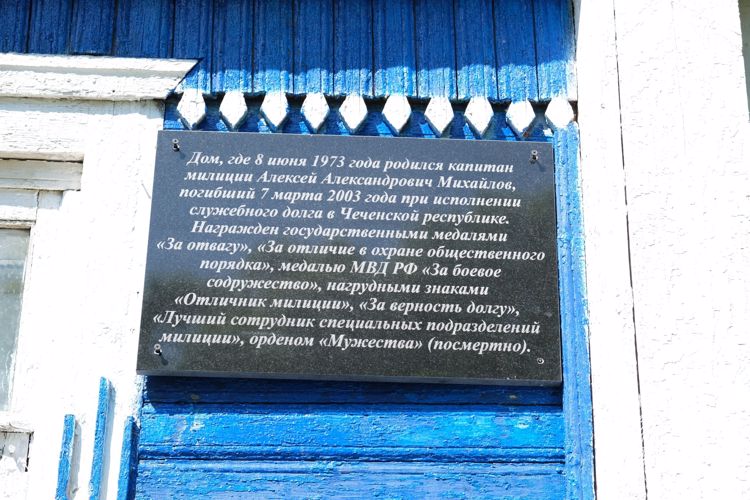 Дом, где 8 июня 1973 года родился капитан
милиции Алексей Александрович Михайлов,
погибший 7 марта 2003 года при исполнении
служебного долга в Чеченской республике.
Награжден государственными медалями
«За отвагу», «За отличие в охране общественного
порядка», медалью МВД РФ «За боевое
содружество», нагрудными знаками
«Отличник милиции», «За верность долгу»,
«Лучший сотрудник специальных подразделений
милиции», орденом «Мужества» (посмертно).